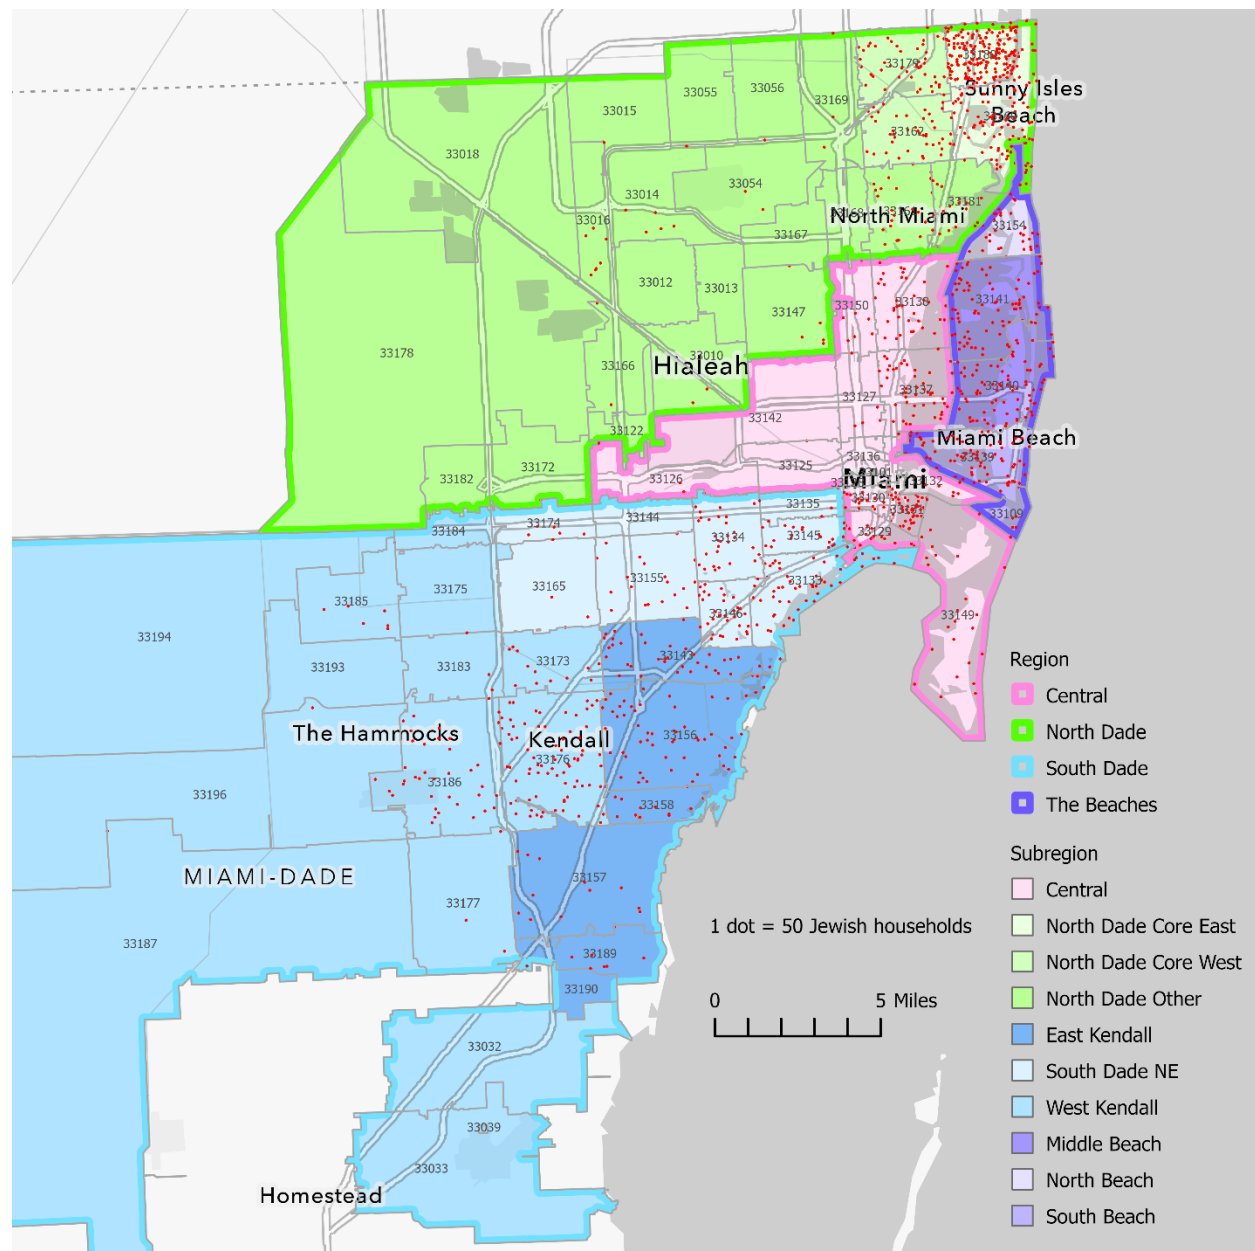 33179
33180
33055
33056
33169
Sunny Isles
Beach
33015
33162
33018
33014
33054
33016
33181
33168
North Miami
33167
33154
33012
33013
33141
33150
33138
33147
33178
33166
33010
Hialeah
33137
33140
33127
33142
33122
Miami Beach
33172
33182
33136
33139
33125
33126
Miami
33132
33130
33131
33109
33135
33144
33174
33184
33129
33134
33145
33155
33133
33175
33165
33185
33146
33149
33194
33143
33193
33183
33173
The Hammocks
Kendall
33156
33176
33186
33196
33158
MIAMI-DADE
33157
33177
33187
33189
33190
33032
33039
33033
Homestead
Region
Central
North Dade
South Dade
The Beaches
Subregion
Central
1 dot = 50 Jewish households
North Dade Core East
North Dade Core West
0 5 Miles
North Dade Other
East Kendall
South Dade NE
West Kendall
Middle Beach
North Beach
South Beach